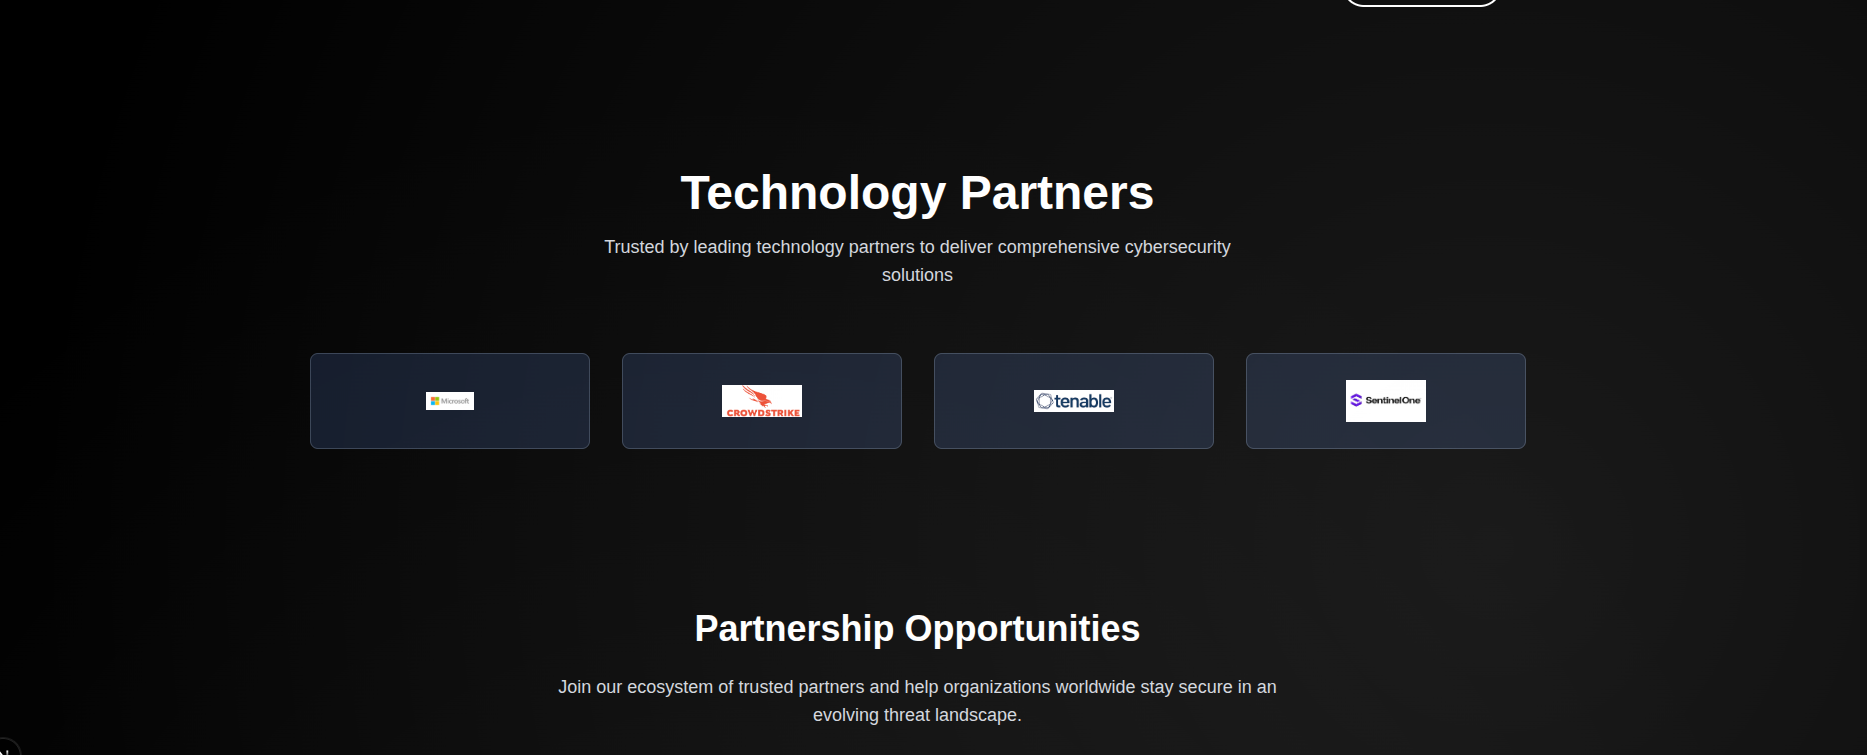 Technology Partners
Trusted by leading technology partners to deliver comprehensive cybersecurity
solutions
Microsoft
CROWDSTRIKE
tenable
SentinelOne
Partnership Opportunities
Join our ecosystem of trusted partners and help organizations worldwide stay secure in an
evolving threat landscape.